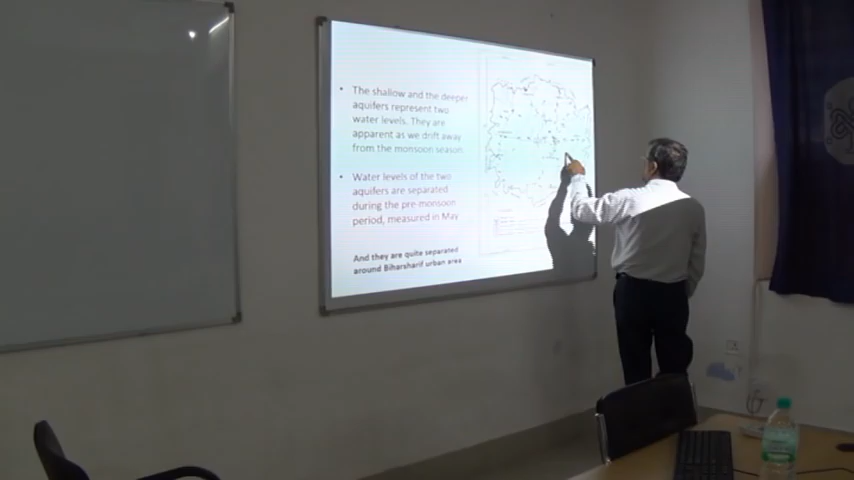 • The shallow and the deeper
aquifers represent two
water levels. They are
apparent as we drift away
from the monsoon season.
• Water levels of the two
aquifers are separated
during the pre-monsoon
period, measured in May
And they are quite separated
around Biharsharif urban area